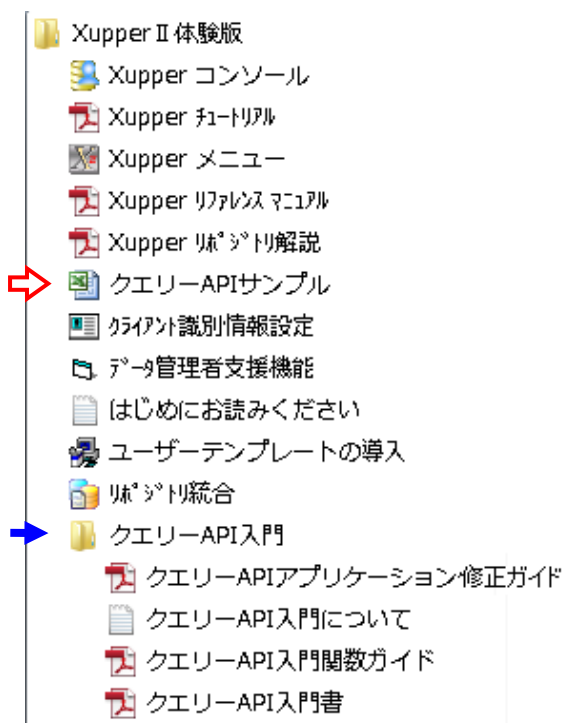 XupperⅡ体験版
Xupper コンソール
Xupper ﾁｭｰﾄﾘｱﾙ
Xupper メニュー
Xupper ﾘﾌｧﾚﾝｽ ﾏﾆｭｱﾙ
Xupper ﾘﾎﾟｼﾞﾄﾘ解説
クエリーAPIサンプル
ｸﾗｲｱﾝﾄ識別情報設定
ﾃﾞｰﾀ管理者支援機能
はじめにお読みください
ユーザーテンプレートの導入
ﾘﾎﾟｼﾞﾄﾘ統合
クエリーAPI入門
クエリーAPIアプリケーション修正ガイド
クエリーAPI入門について
クエリーAPI入門関数ガイド
クエリーAPI入門書